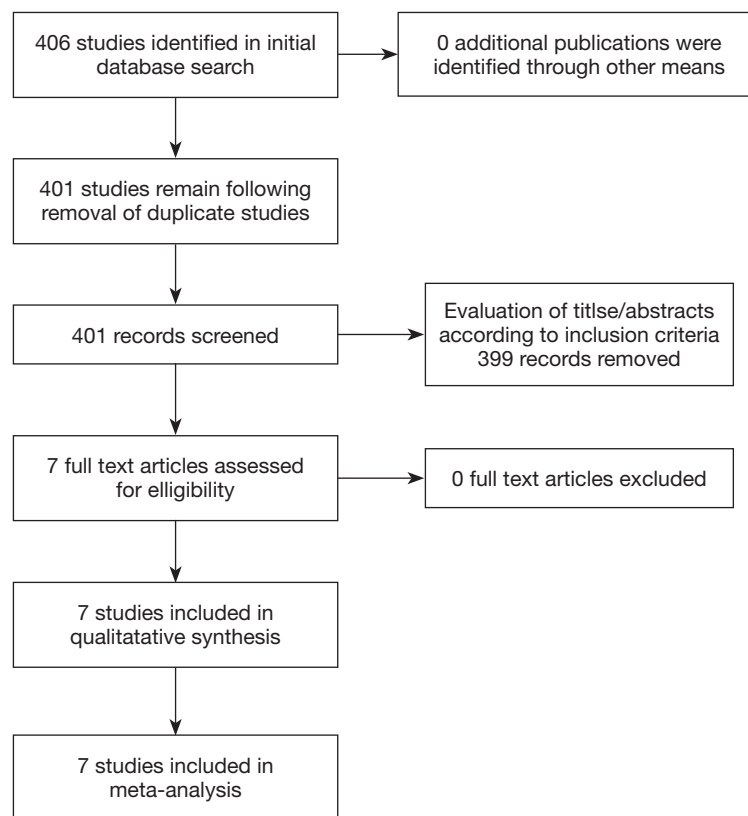 406 studies identified in initial
database search
0 additional publications were
identified through other means
401 studies remain following
removal of duplicate studies
401 records screened
Evaluation of titlse/abstracts
according to inclusion criteria
399 records removed
7 full text articles assessed
for elligibility
0 full text articles excluded
7 studies included in
qualitatative synthesis
7 studies included in
meta-analysis